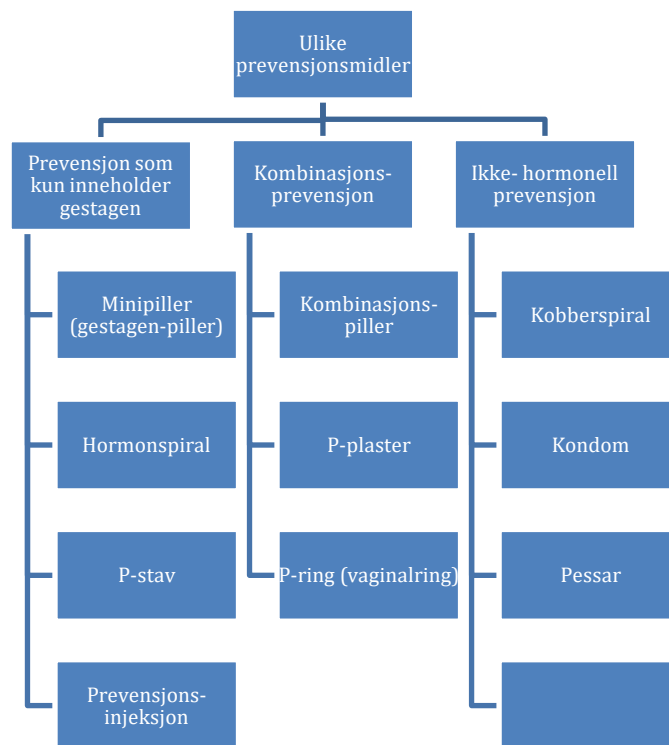 Ulike
prevensjonsmidler
Prevensjon som
kun inneholder
gestagen
Minipiller
(gestagen-piller)
Hormonspiral
P-stav
Prevensjons-
injeksjon
Kombinasjons-
prevensjon
Kombinasjons-
piller
P-plaster
P-ring (vaginalring)
Ikke- hormonell
prevensjon
Kobberspiral
Kondom
Pessar